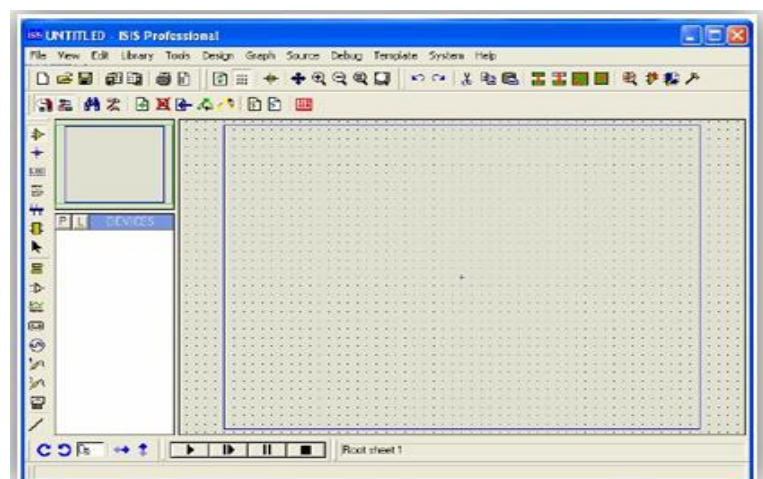 ISIS UNTITLED - ISIS Professional
File View Edit Library Tools Design Graph Source Debug Template System Help
P L DEVICES
Root sheet 1